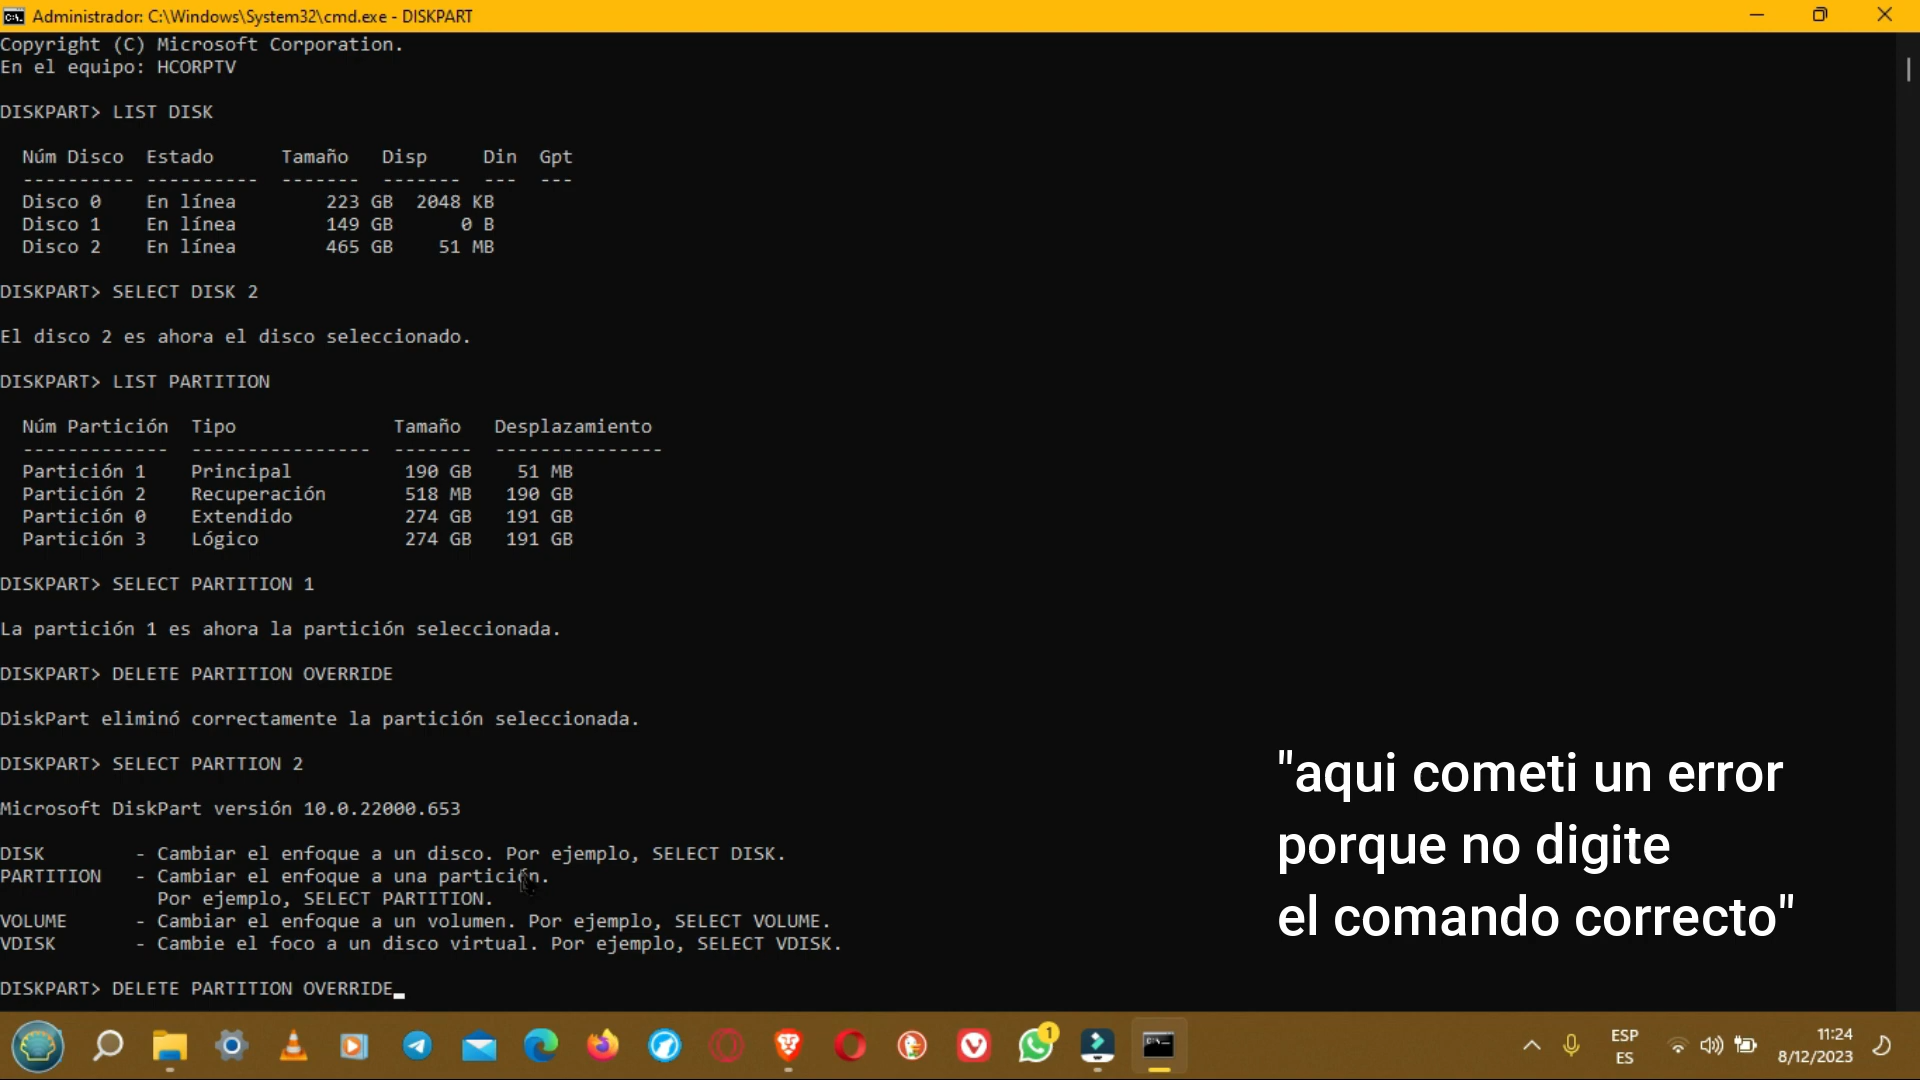 Administrador: C:\Windows\System32\cmd.exe - DISKPART
Copyright (C) Microsoft Corporation.
En el equipo: HCORPTV
DISKPART> LIST DISK
Núm Disco  Estado      Tamaño   Disp     Din  Gpt
---------- ----------  -------  -------  ---  ---
Disco 0    En línea        223 GB  2048 KB
Disco 1    En línea        149 GB      0 B
Disco 2    En línea        465 GB    51 MB
DISKPART> SELECT DISK 2
El disco 2 es ahora el disco seleccionado.
DISKPART> LIST PARTITION
Núm Partición  Tipo              Tamaño   Desplazamiento
-------------  ----------------  -------  ---------------
Partición 1    Principal          190 GB    51 MB
Partición 2    Recuperación       518 MB   190 GB
Partición 0    Extendido          274 GB   191 GB
Partición 3    Lógico             274 GB   191 GB
DISKPART> SELECT PARTITION 1
La partición 1 es ahora la partición seleccionada.
DISKPART> DELETE PARTITION OVERRIDE
DiskPart eliminó correctamente la partición seleccionada.
DISKPART> SELECT PARTTION 2
Microsoft DiskPart versión 10.0.22000.653
DISK        - Cambiar el enfoque a un disco. Por ejemplo, SELECT DISK.
PARTITION   - Cambiar el enfoque a una partición.
Por ejemplo, SELECT PARTITION.
VOLUME      - Cambiar el enfoque a un volumen. Por ejemplo, SELECT VOLUME.
VDISK       - Cambie el foco a un disco virtual. Por ejemplo, SELECT VDISK.
DISKPART> DELETE PARTITION OVERRIDE
"aqui cometi un error
porque no digite
el comando correcto"
1
ESP
ES
11:24
8/12/2023